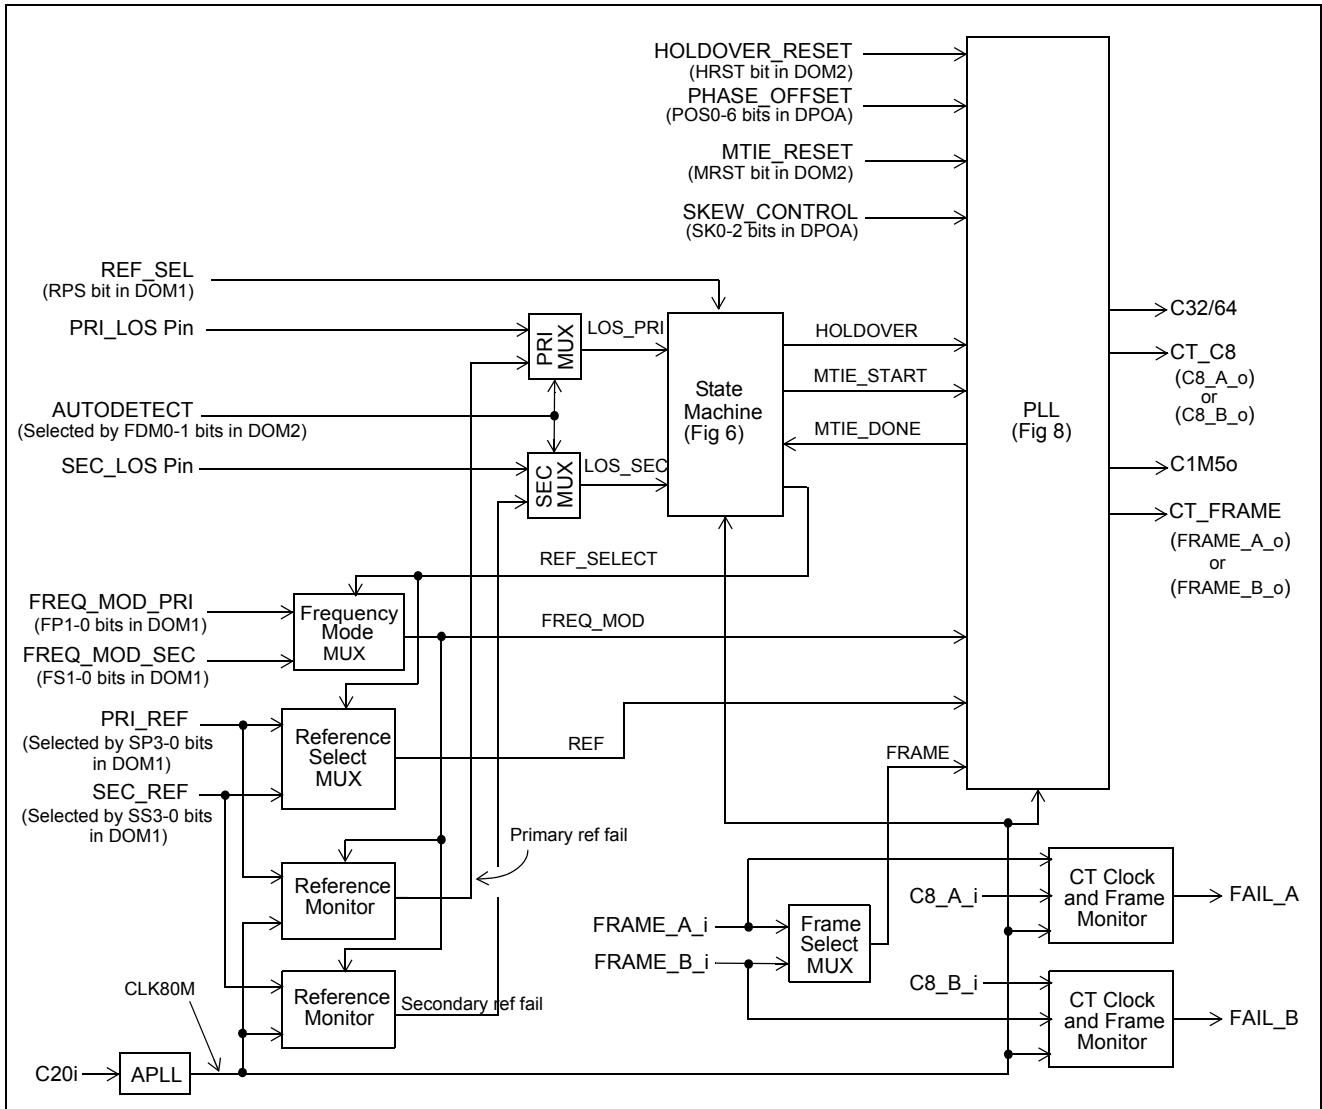 HOLDOVER_RESET
(HRST bit in DOM2)
PHASE_OFFSET
(POS0-6 bits in DPOA)
MTIE_RESET
(MRST bit in DOM2)
SKEW_CONTROL
(SK0-2 bits in DPOA)
REF_SEL
(RPS bit in DOM1)
PRI_LOS Pin
AUTODETECT
(Selected by FDM0-1 bits in DOM2)
SEC_LOS Pin
PRI
MUX
SEC
MUX
LOS_PRI
LOS_SEC
State
Machine
(Fig 6)
HOLDOVER
MTIE_START
MTIE_DONE
PLL
(Fig 8)
C32/64
CT_C8
(C8_A_o)
or
(C8_B_o)
C1M5o
CT_FRAME
(FRAME_A_o)
or
(FRAME_B_o)
REF_SELECT
FREQ_MOD_PRI
(FP1-0 bits in DOM1)
FREQ_MOD_SEC
(FS1-0 bits in DOM1)
Frequency
Mode
MUX
FREQ_MOD
PRI_REF
(Selected by SP3-0 bits
in DOM1)
SEC_REF
(Selected by SS3-0 bits
in DOM1)
Reference
Select
MUX
REF
FRAME
Primary ref fail
Reference
Monitor
Reference
Monitor
Secondary ref fail
CLK80M
C20i
APLL
FRAME_A_i
FRAME_B_i
Frame
Select
MUX
C8_A_i
CT Clock
and Frame
Monitor
FAIL_A
C8_B_i
CT Clock
and Frame
Monitor
FAIL_B